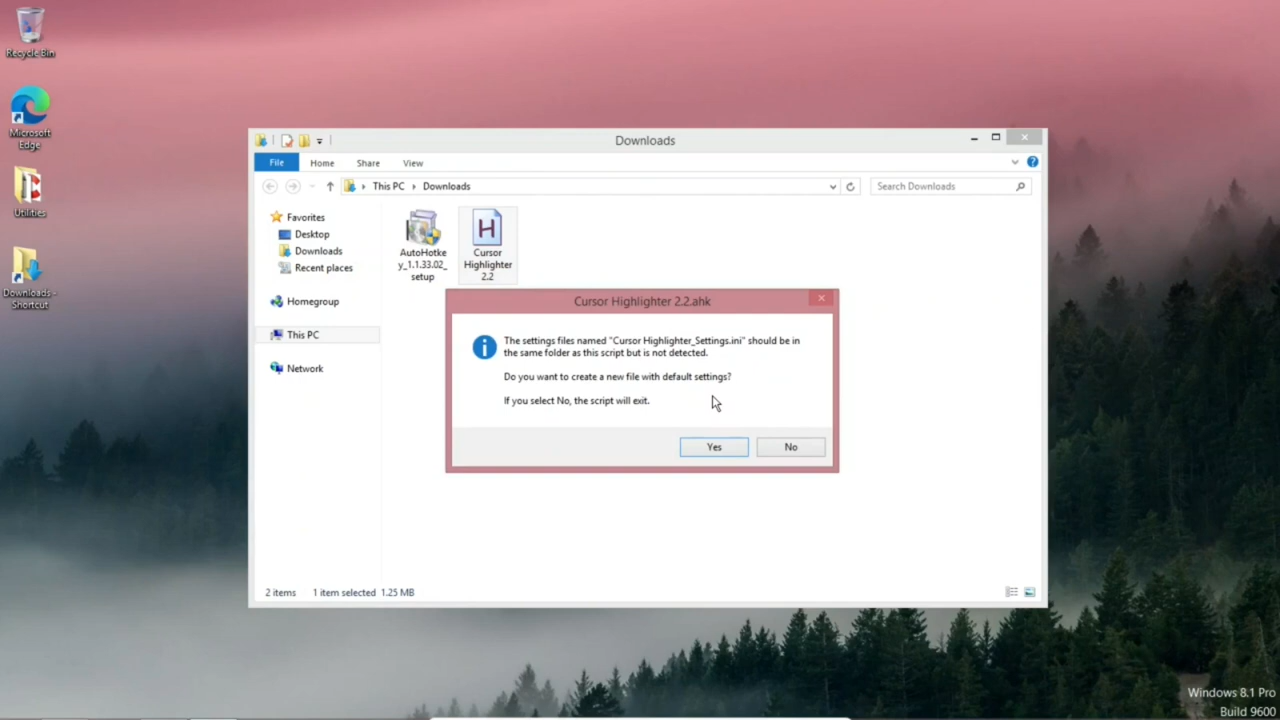 Recycle Bin
Microsoft
Edge
Utilities
Downloads -
Shortcut
Downloads
File
Home
Share
View
This PC
Downloads
Search Downloads
Favorites
Desktop
Downloads
Recent places
Homegroup
This PC
Network
AutoHotke
y_1.1.33.02_
setup
Cursor
Highlighter
2.2
Cursor Highlighter 2.2.ahk
The settings files named "Cursor Highlighter_Settings.ini" should be in
the same folder as this script but is not detected.
Do you want to create a new file with default settings?
If you select No, the script will exit.
Yes
No
2 items
1 item selected 1.25 MB
Windows 8.1 Pro
Build 9600